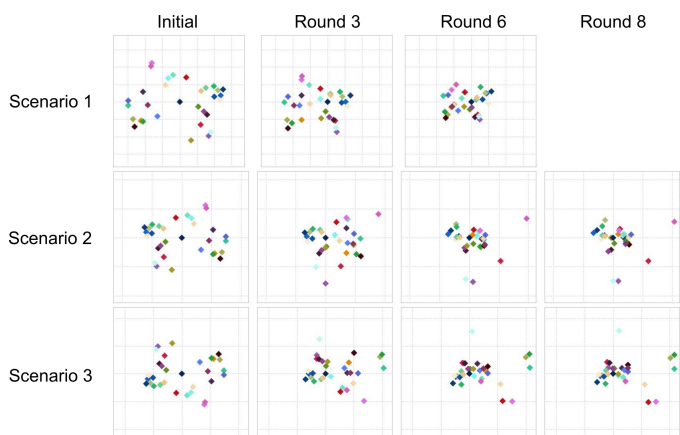 Initial Round 3 Round 6 Round 8
Scenario 1
Scenario 2
Scenario 3